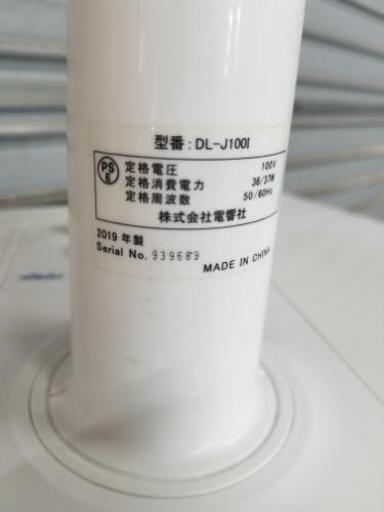 型番: DL-J100I
PSE
定格電圧 100V
定格消費電力 36/37W
定格周波数 50/60Hz
株式会社電響社
2019 年製
Serial No. 939689
MADE IN CHINA